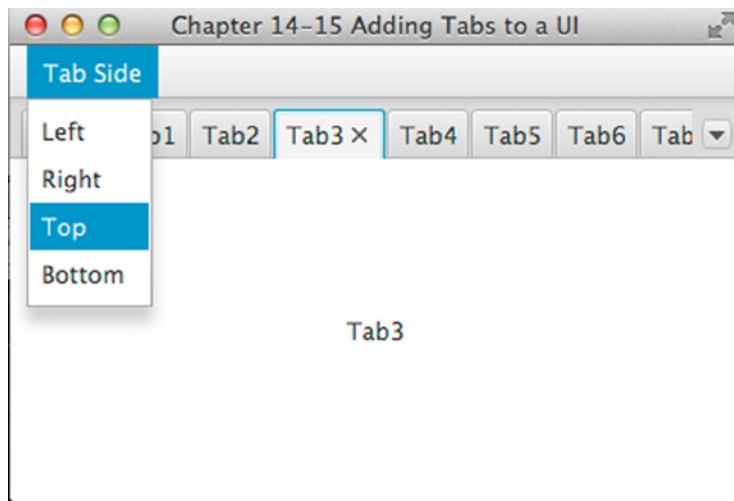 Chapter 14-15 Adding Tabs to a UI
Tab Side
Tab2 Tab3 × Tab4 Tab5 Tab6 Tab
Left
Right
Top
Bottom
Tab3